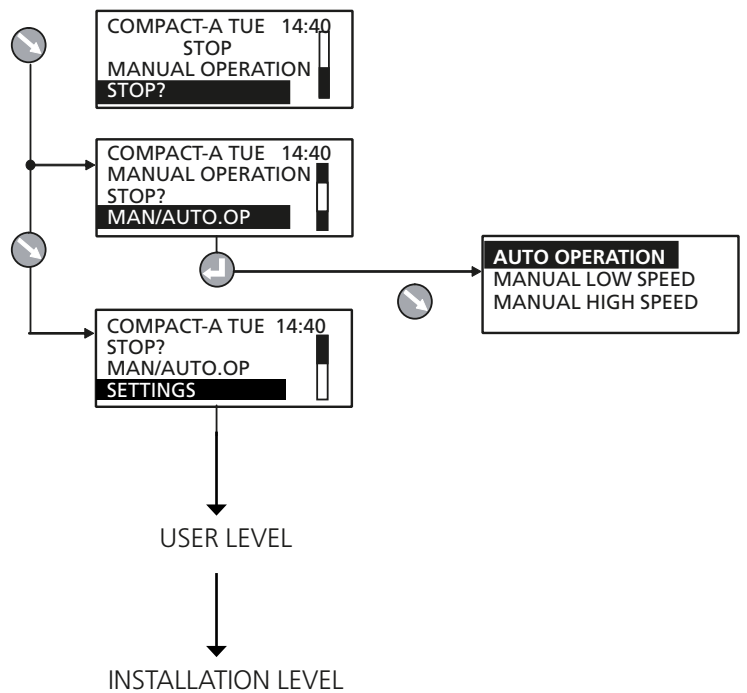 COMPACT-A TUE 14:40
STOP
MANUAL OPERATION
STOP?
COMPACT-A TUE 14:40
MANUAL OPERATION
STOP?
MAN/AUTO.OP
AUTO OPERATION
MANUAL LOW SPEED
MANUAL HIGH SPEED
COMPACT-A TUE 14:40
STOP?
MAN/AUTO.OP
SETTINGS
USER LEVEL
INSTALLATION LEVEL